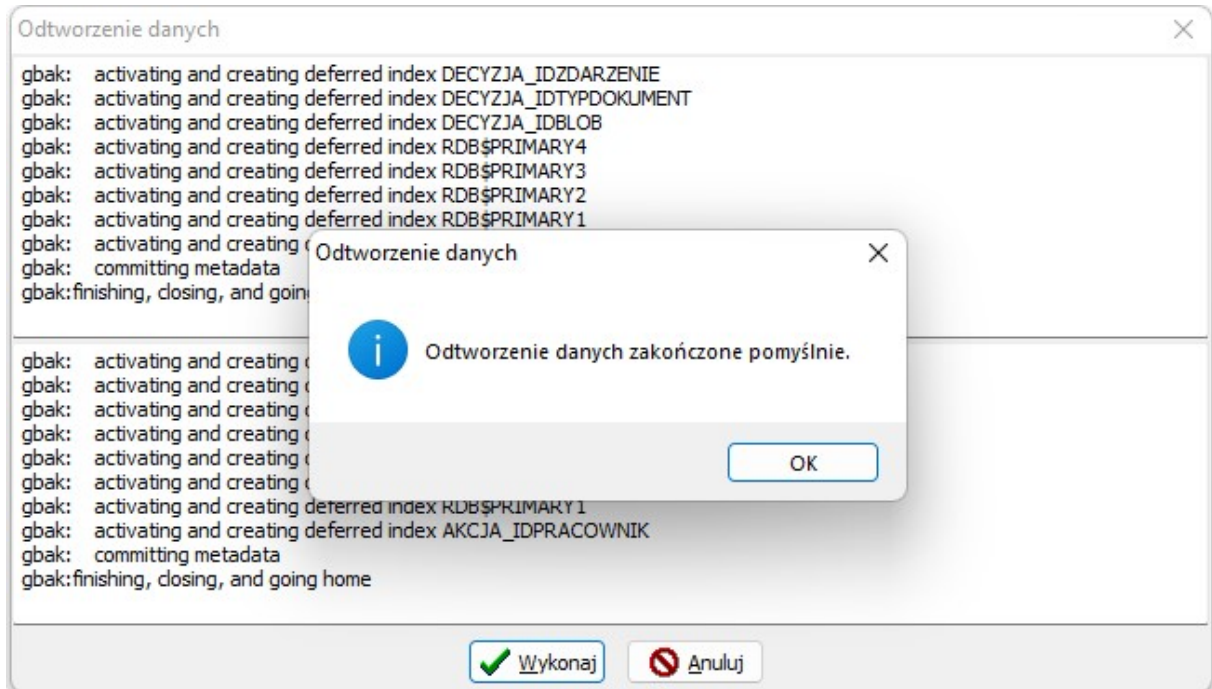 Odtworzenie danych
gbak: activating and creating deferred index DECYZJA_IDZDARZENIE
gbak: activating and creating deferred index DECYZJA_IDTYPDOKUMENT
gbak: activating and creating deferred index DECYZJA_IDBLOB
gbak: activating and creating deferred index RDB$PRIMARY4
gbak: activating and creating deferred index RDB$PRIMARY3
gbak: activating and creating deferred index RDB$PRIMARY2
gbak: activating and creating deferred index RDB$PRIMARY1
gbak: activating and creating
gbak: committing metadata
gbak:finishing, closing, and goin
Odtworzenie danych
Odtworzenie danych zakończone pomyślnie.
OK
gbak: activating and creating
gbak: activating and creating
gbak: activating and creating
gbak: activating and creating
gbak: activating and creating
gbak: activating and creating
gbak: activating and creating deferred index RDB$PRIMARY1
gbak: activating and creating deferred index AKCJA_IDPRACOWNIK
gbak: committing metadata
gbak:finishing, closing, and going home
Wykonaj
Anuluj